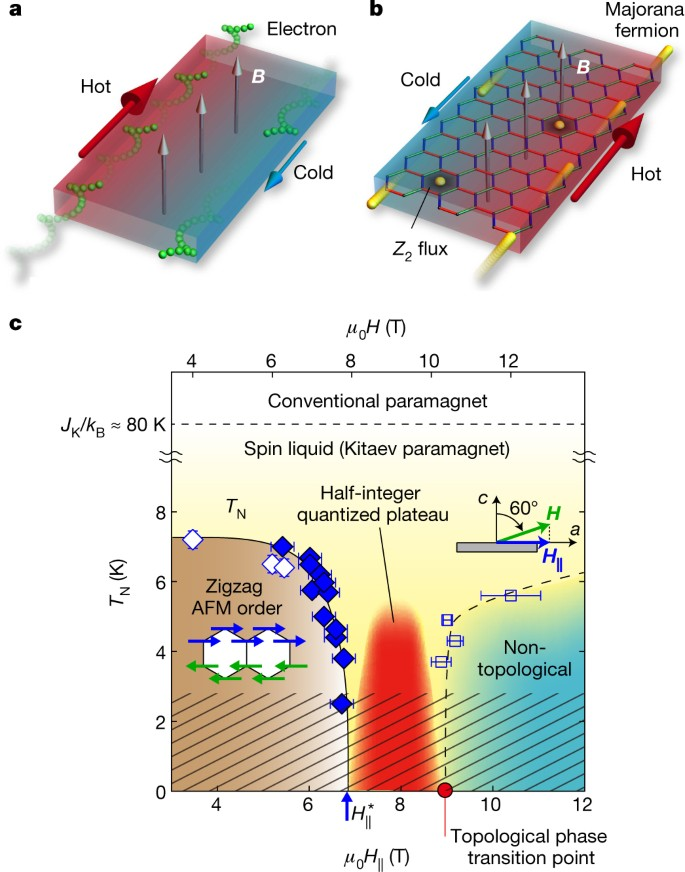 a
Electron
B
Hot
Cold
b
Majorana
fermion
B
Cold
Hot
Z2 flux
c
μ0H (T)
4 6 8 10 12
Conventional paramagnet
JK/kB ≈ 80 K
Spin liquid (Kitaev paramagnet)
TN
Half-integer
quantized plateau
c 60° H
a
H∥
8
6
4
2
0
TN (K)
Zigzag
AFM order
Non-
topological
4 6 8 10 12
H∥*
μ0H∥ (T)
Topological phase
transition point